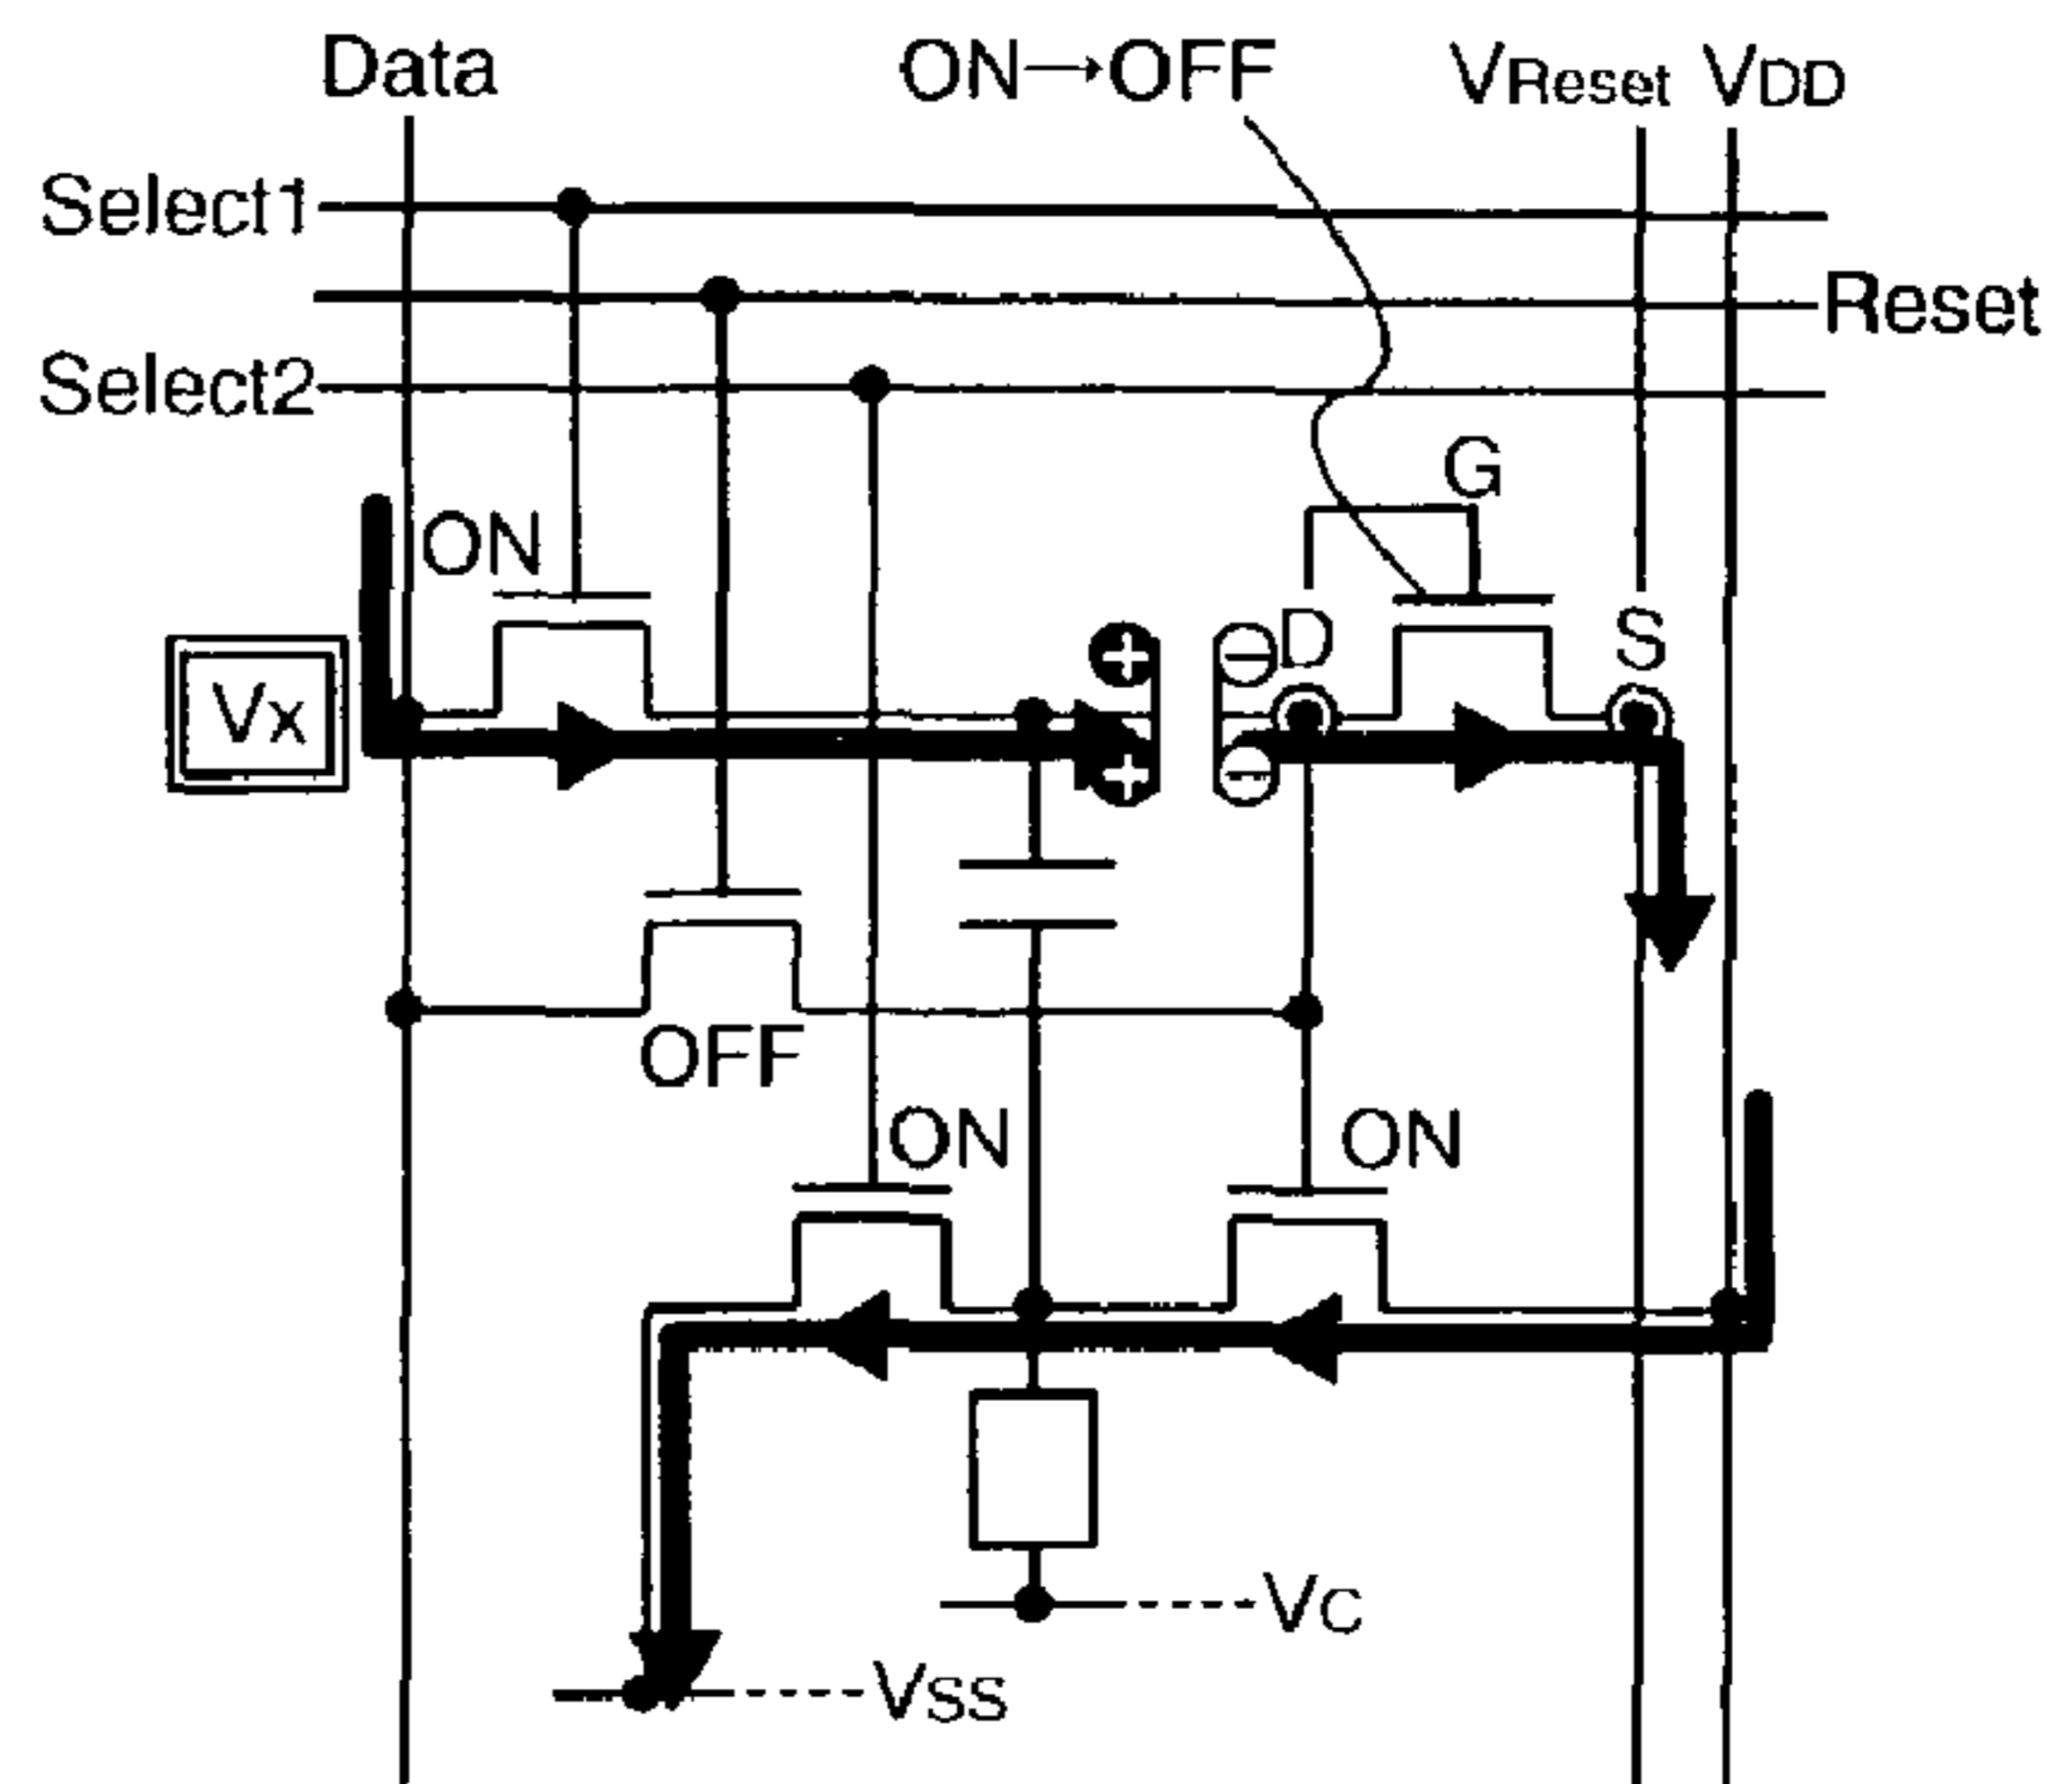 Data
ON→OFF
VReset
VDD
Select1
Reset
Select2
G
ON
D
S
Vx
OFF
ON
ON
VC
VSS